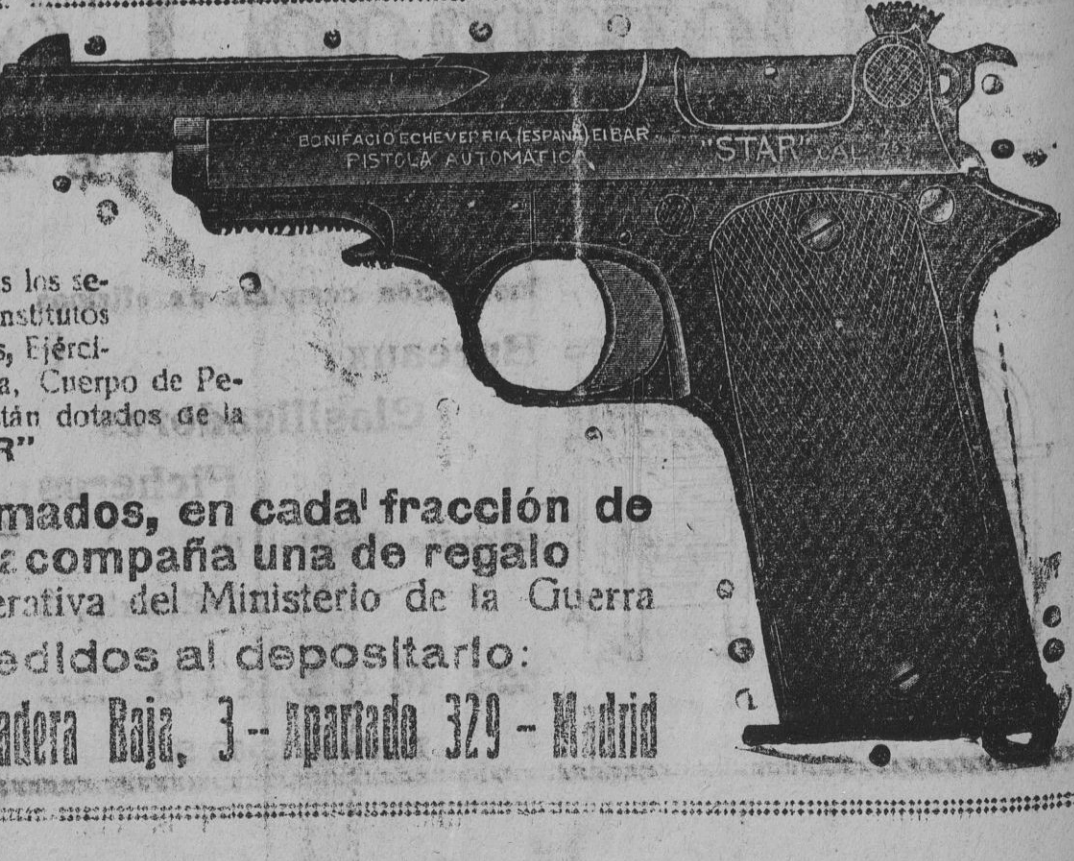 BONIFACIO ECHEVERRIA (ESPAÑA) EIBAR
PISTOLA AUTOMATICA
"STAR" CAL
s los se-
nstitutos
s, Ejérci-
a, Cuerpo de Pe-
stán dotados de la
R"
mados, en cada fracción de
compaña una de regalo
erativa del Ministerio de la Guerra
edidos al depositario:
adera Baja, 3 -- Apartado 329 - Madrid